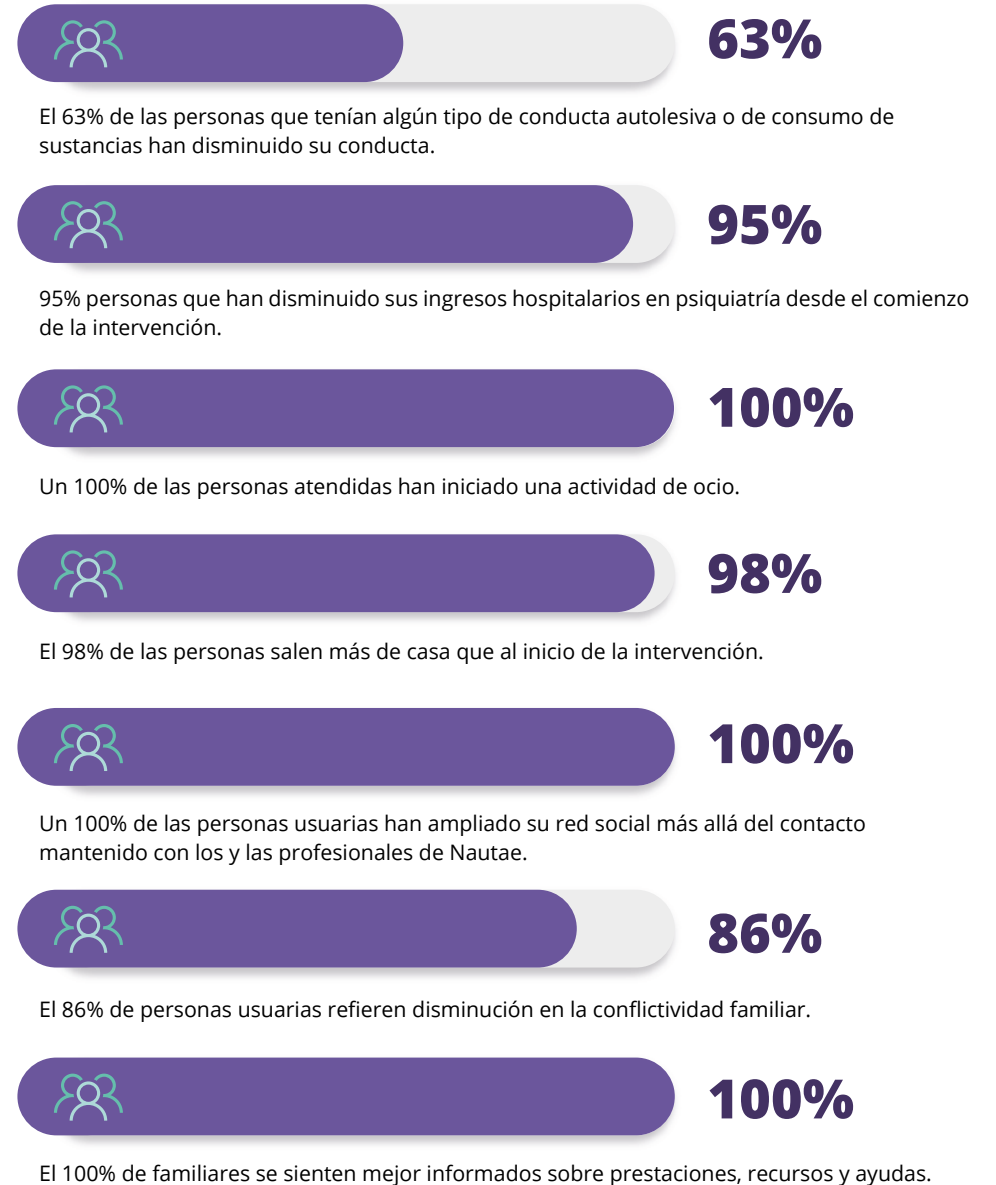 63%
El 63% de las personas que tenían algún tipo de conducta autolesiva o de consumo de
sustancias han disminuido su conducta.
95%
95% personas que han disminuido sus ingresos hospitalarios en psiquiatría desde el comienzo
de la intervención.
100%
Un 100% de las personas atendidas han iniciado una actividad de ocio.
98%
El 98% de las personas salen más de casa que al inicio de la intervención.
100%
Un 100% de las personas usuarias han ampliado su red social más allá del contacto
mantenido con los y las profesionales de Nautae.
86%
El 86% de personas usuarias refieren disminución en la conflictividad familiar.
100%
El 100% de familiares se sienten mejor informados sobre prestaciones, recursos y ayudas.